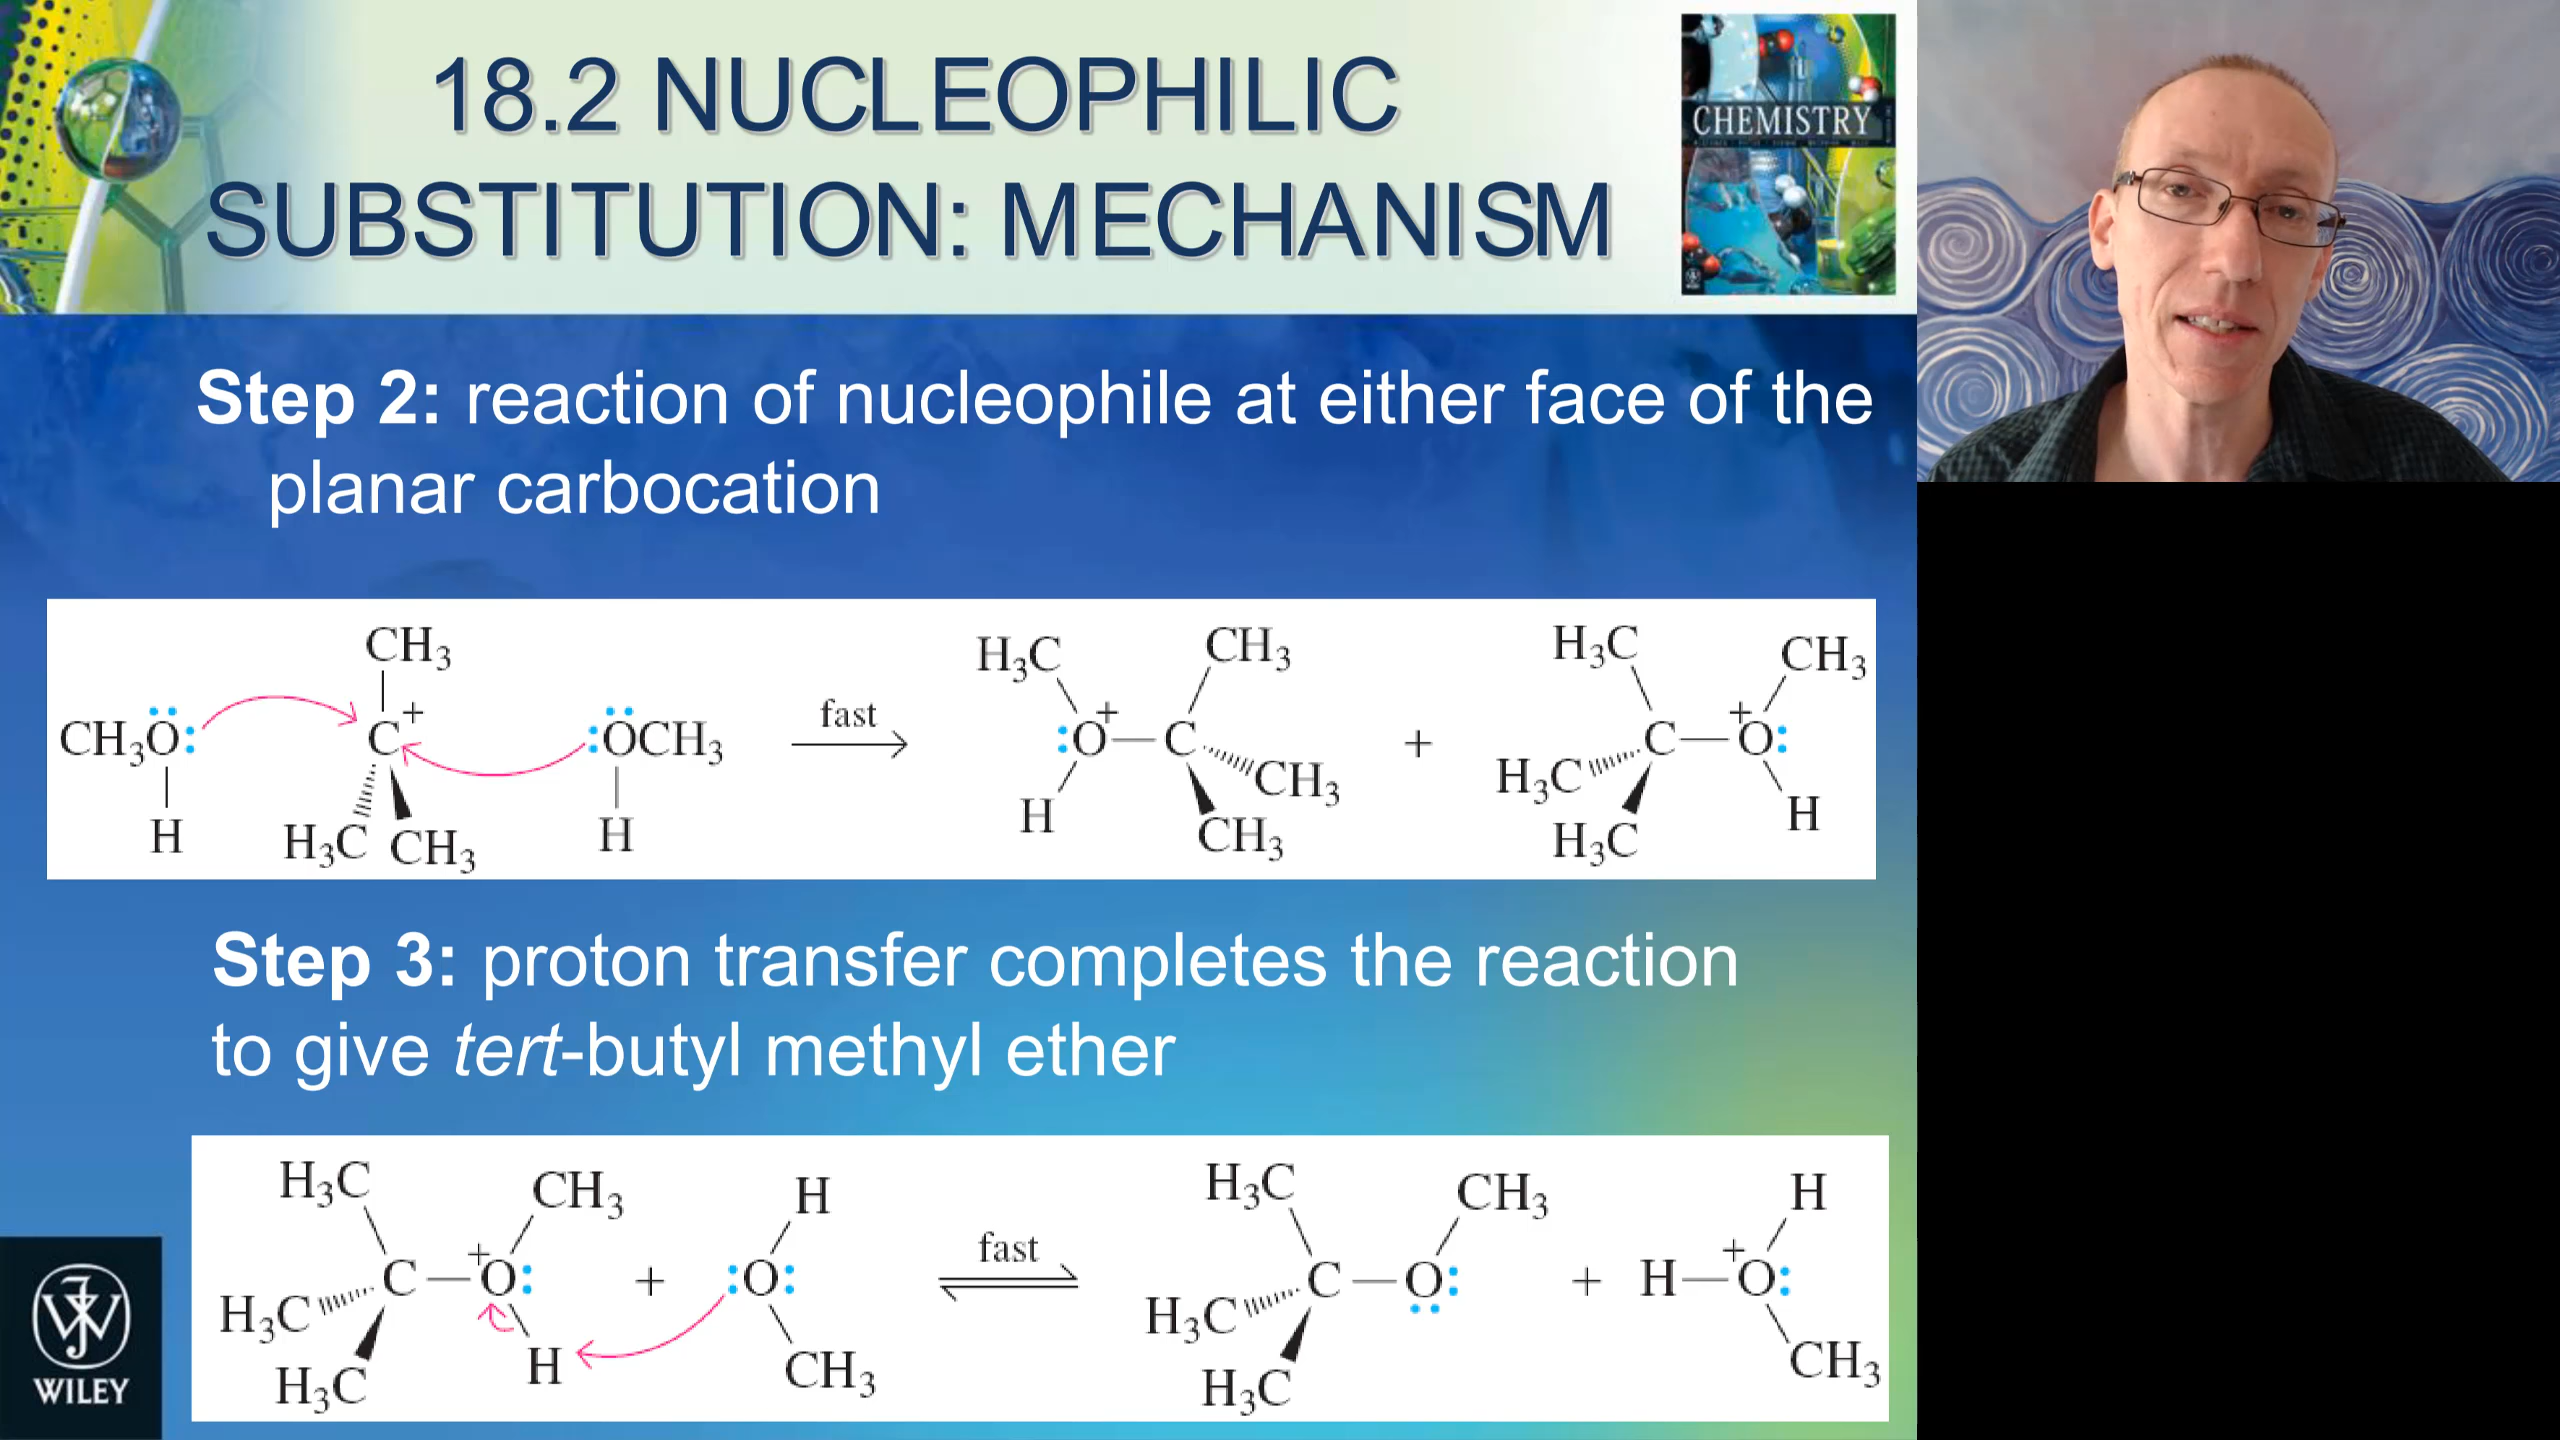 18.2 NUCLEOPHILIC
SUBSTITUTION: MECHANISM
CHEMISTRY
Step 2: reaction of nucleophile at either face of the
planar carbocation
CH₃
CH₃O: C⁺ :OCH₃
H H₃C CH₃ H
fast
H₃C CH₃
:O⁺—C
CH₃
H CH₃
+
H₃C CH₃
C—O⁺:
H₃C
H₃C H
Step 3: proton transfer completes the reaction
to give tert-butyl methyl ether
H₃C CH₃
C—⁺O:
H₃C
H₃C H
+
H
:O:
CH₃
fast
H₃C CH₃
C—O:
H₃C
H₃C
+
H
H—⁺O:
CH₃
WILEY